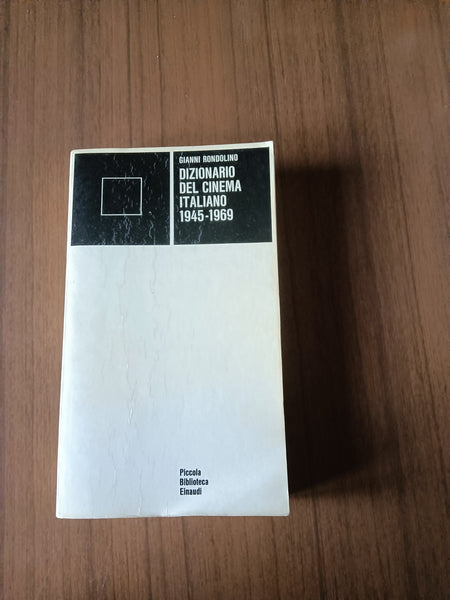 GIANNI RONDOLINO
DIZIONARIO
DEL CINEMA
ITALIANO
1945-1969
Piccola
Biblioteca
Einaudi